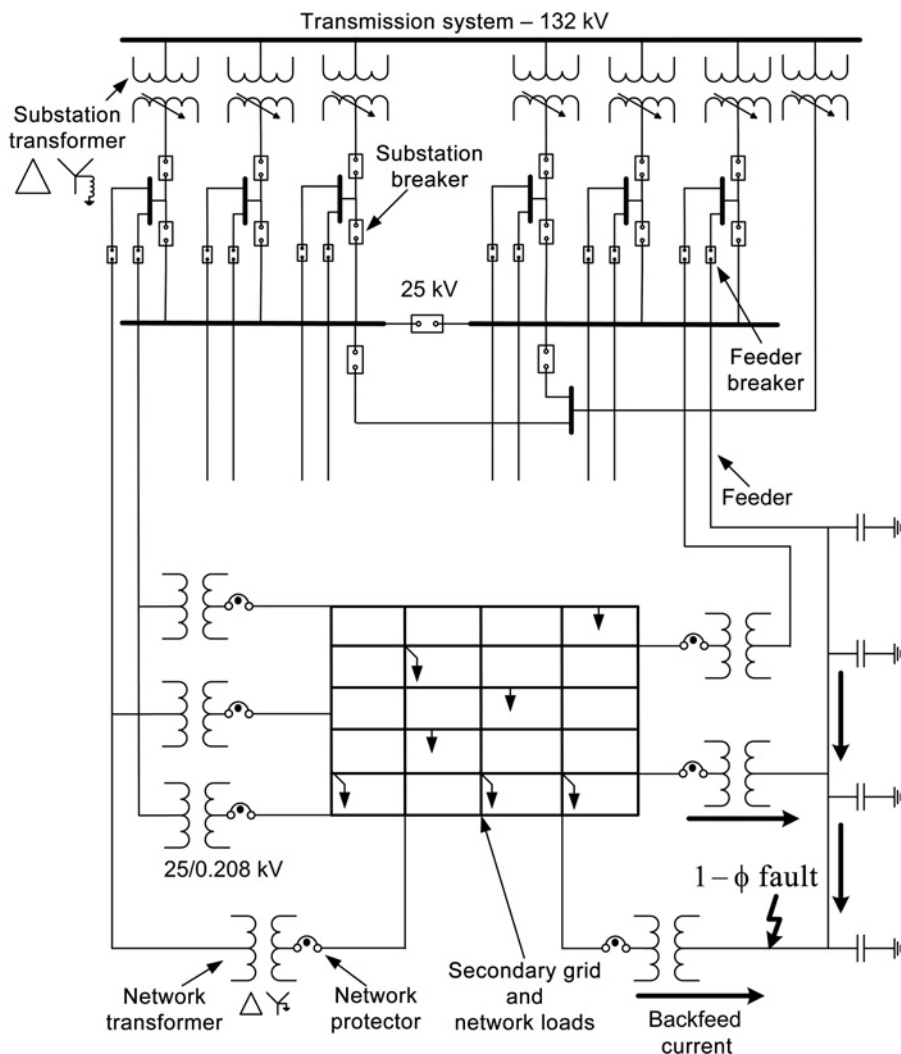 Transmission system – 132 kV
Substation
transformer
Substation
breaker
25 kV
Feeder
breaker
Feeder
25/0.208 kV
1 – ϕ fault
Network
transformer
Network
protector
Secondary grid
and
network loads
Backfeed
current